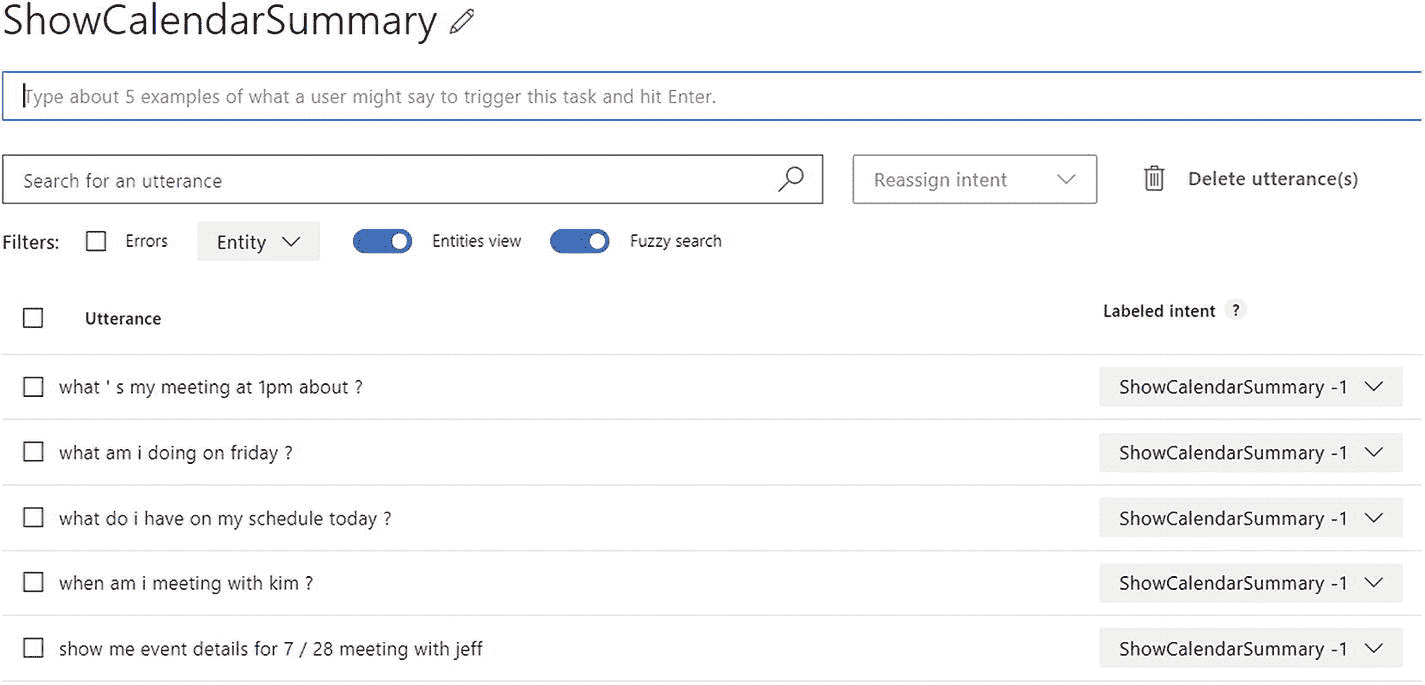 ShowCalendarSummary
Type about 5 examples of what a user might say to trigger this task and hit Enter.
Search for an utterance
Reassign intent
Delete utterance(s)
Filters: Errors Entity Entities view Fuzzy search
Utterance Labeled intent ?
what ' s my meeting at 1pm about ? ShowCalendarSummary -1
what am i doing on friday ? ShowCalendarSummary -1
what do i have on my schedule today ? ShowCalendarSummary -1
when am i meeting with kim ? ShowCalendarSummary -1
show me event details for 7 / 28 meeting with jeff ShowCalendarSummary -1